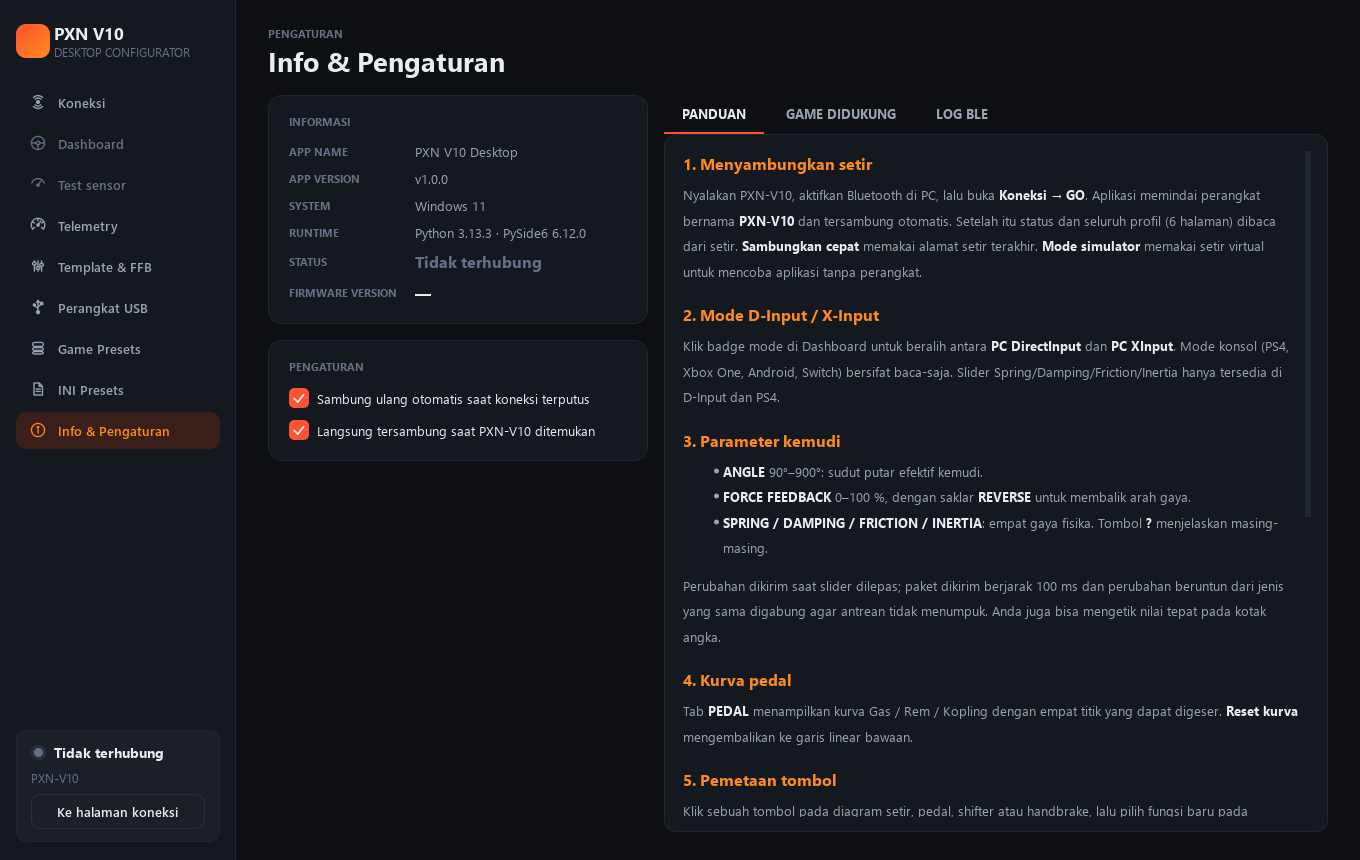 PXN V10
DESKTOP CONFIGURATOR
Koneksi
Dashboard
Test sensor
Telemetry
Template & FFB
Perangkat USB
Game Presets
INI Presets
Info & Pengaturan
Tidak terhubung
PXN-V10
Ke halaman koneksi
PENGATURAN
Info & Pengaturan
INFORMASI
APP NAME PXN V10 Desktop
APP VERSION v1.0.0
SYSTEM Windows 11
RUNTIME Python 3.13.3 · PySide6 6.12.0
STATUS Tidak terhubung
FIRMWARE VERSION —
PENGATURAN
Sambung ulang otomatis saat koneksi terputus
Langsung tersambung saat PXN-V10 ditemukan
PANDUAN GAME DIDUKUNG LOG BLE
1. Menyambungkan setir
Nyalakan PXN-V10, aktifkan Bluetooth di PC, lalu buka Koneksi → GO. Aplikasi memindai perangkat
bernama PXN-V10 dan tersambung otomatis. Setelah itu status dan seluruh profil (6 halaman) dibaca
dari setir. Sambungkan cepat memakai alamat setir terakhir. Mode simulator memakai setir virtual
untuk mencoba aplikasi tanpa perangkat.
2. Mode D-Input / X-Input
Klik badge mode di Dashboard untuk beralih antara PC DirectInput dan PC XInput. Mode konsol (PS4,
Xbox One, Android, Switch) bersifat baca-saja. Slider Spring/Damping/Friction/Inertia hanya tersedia di
D-Input dan PS4.
3. Parameter kemudi
• ANGLE 90°–900°: sudut putar efektif kemudi.
• FORCE FEEDBACK 0–100 %, dengan saklar REVERSE untuk membalik arah gaya.
• SPRING / DAMPING / FRICTION / INERTIA: empat gaya fisika. Tombol ? menjelaskan masing-
masing.
Perubahan dikirim saat slider dilepas; paket dikirim berjarak 100 ms dan perubahan beruntun dari jenis
yang sama digabung agar antrean tidak menumpuk. Anda juga bisa mengetik nilai tepat pada kotak
angka.
4. Kurva pedal
Tab PEDAL menampilkan kurva Gas / Rem / Kopling dengan empat titik yang dapat digeser. Reset kurva
mengembalikan ke garis linear bawaan.
5. Pemetaan tombol
Klik sebuah tombol pada diagram setir, pedal, shifter atau handbrake, lalu pilih fungsi baru pada